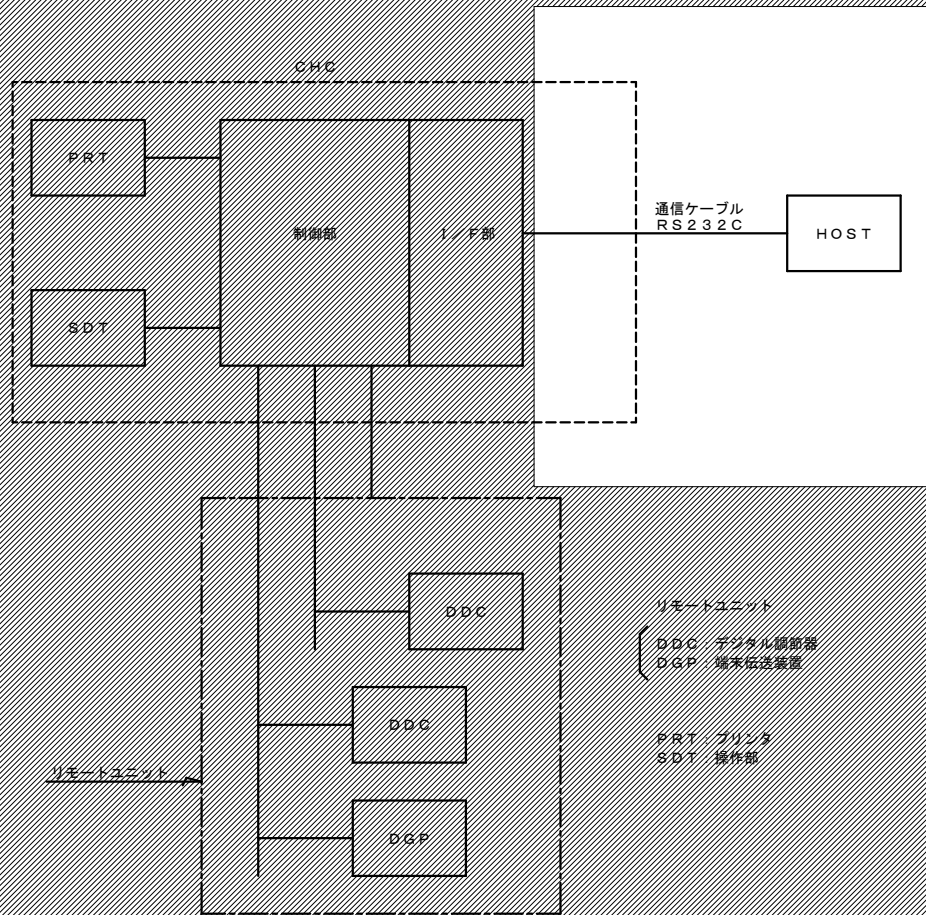 CHC
PRT
制御部
I/F部
通信ケーブル
RS232C
HOST
SDT
DDC
リモートユニット
DDC:デジタル調節器
DGP:端末伝送装置
DDC
PRT:プリンタ
SDT:操作部
リモートユニット
DGP